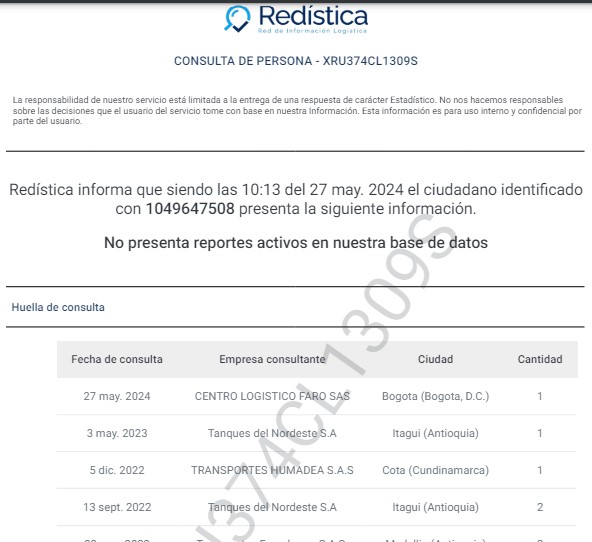 Redística
Red de Información Logística
CONSULTA DE PERSONA - XRU374CL1309S
La responsabilidad de nuestro servicio está limitada a la entrega de una respuesta de carácter Estadístico. No nos hacemos responsables
sobre las decisiones que el usuario del servicio tome con base en nuestra Información. Esta información es para uso interno y confidencial por
parte del usuario.
Redística informa que siendo las 10:13 del 27 may. 2024 el ciudadano identificado
con 1049647508 presenta la siguiente información.
No presenta reportes activos en nuestra base de datos
Huella de consulta
Fecha de consulta Empresa consultante Ciudad Cantidad
27 may. 2024 CENTRO LOGISTICO FARO SAS Bogota (Bogota, D.C.) 1
3 may. 2023 Tanques del Nordeste S.A Itagui (Antioquia) 1
5 dic. 2022 TRANSPORTES HUMADEA S.A.S Cota (Cundinamarca) 1
13 sept. 2022 Tanques del Nordeste S.A Itagui (Antioquia) 2
374CL1309S